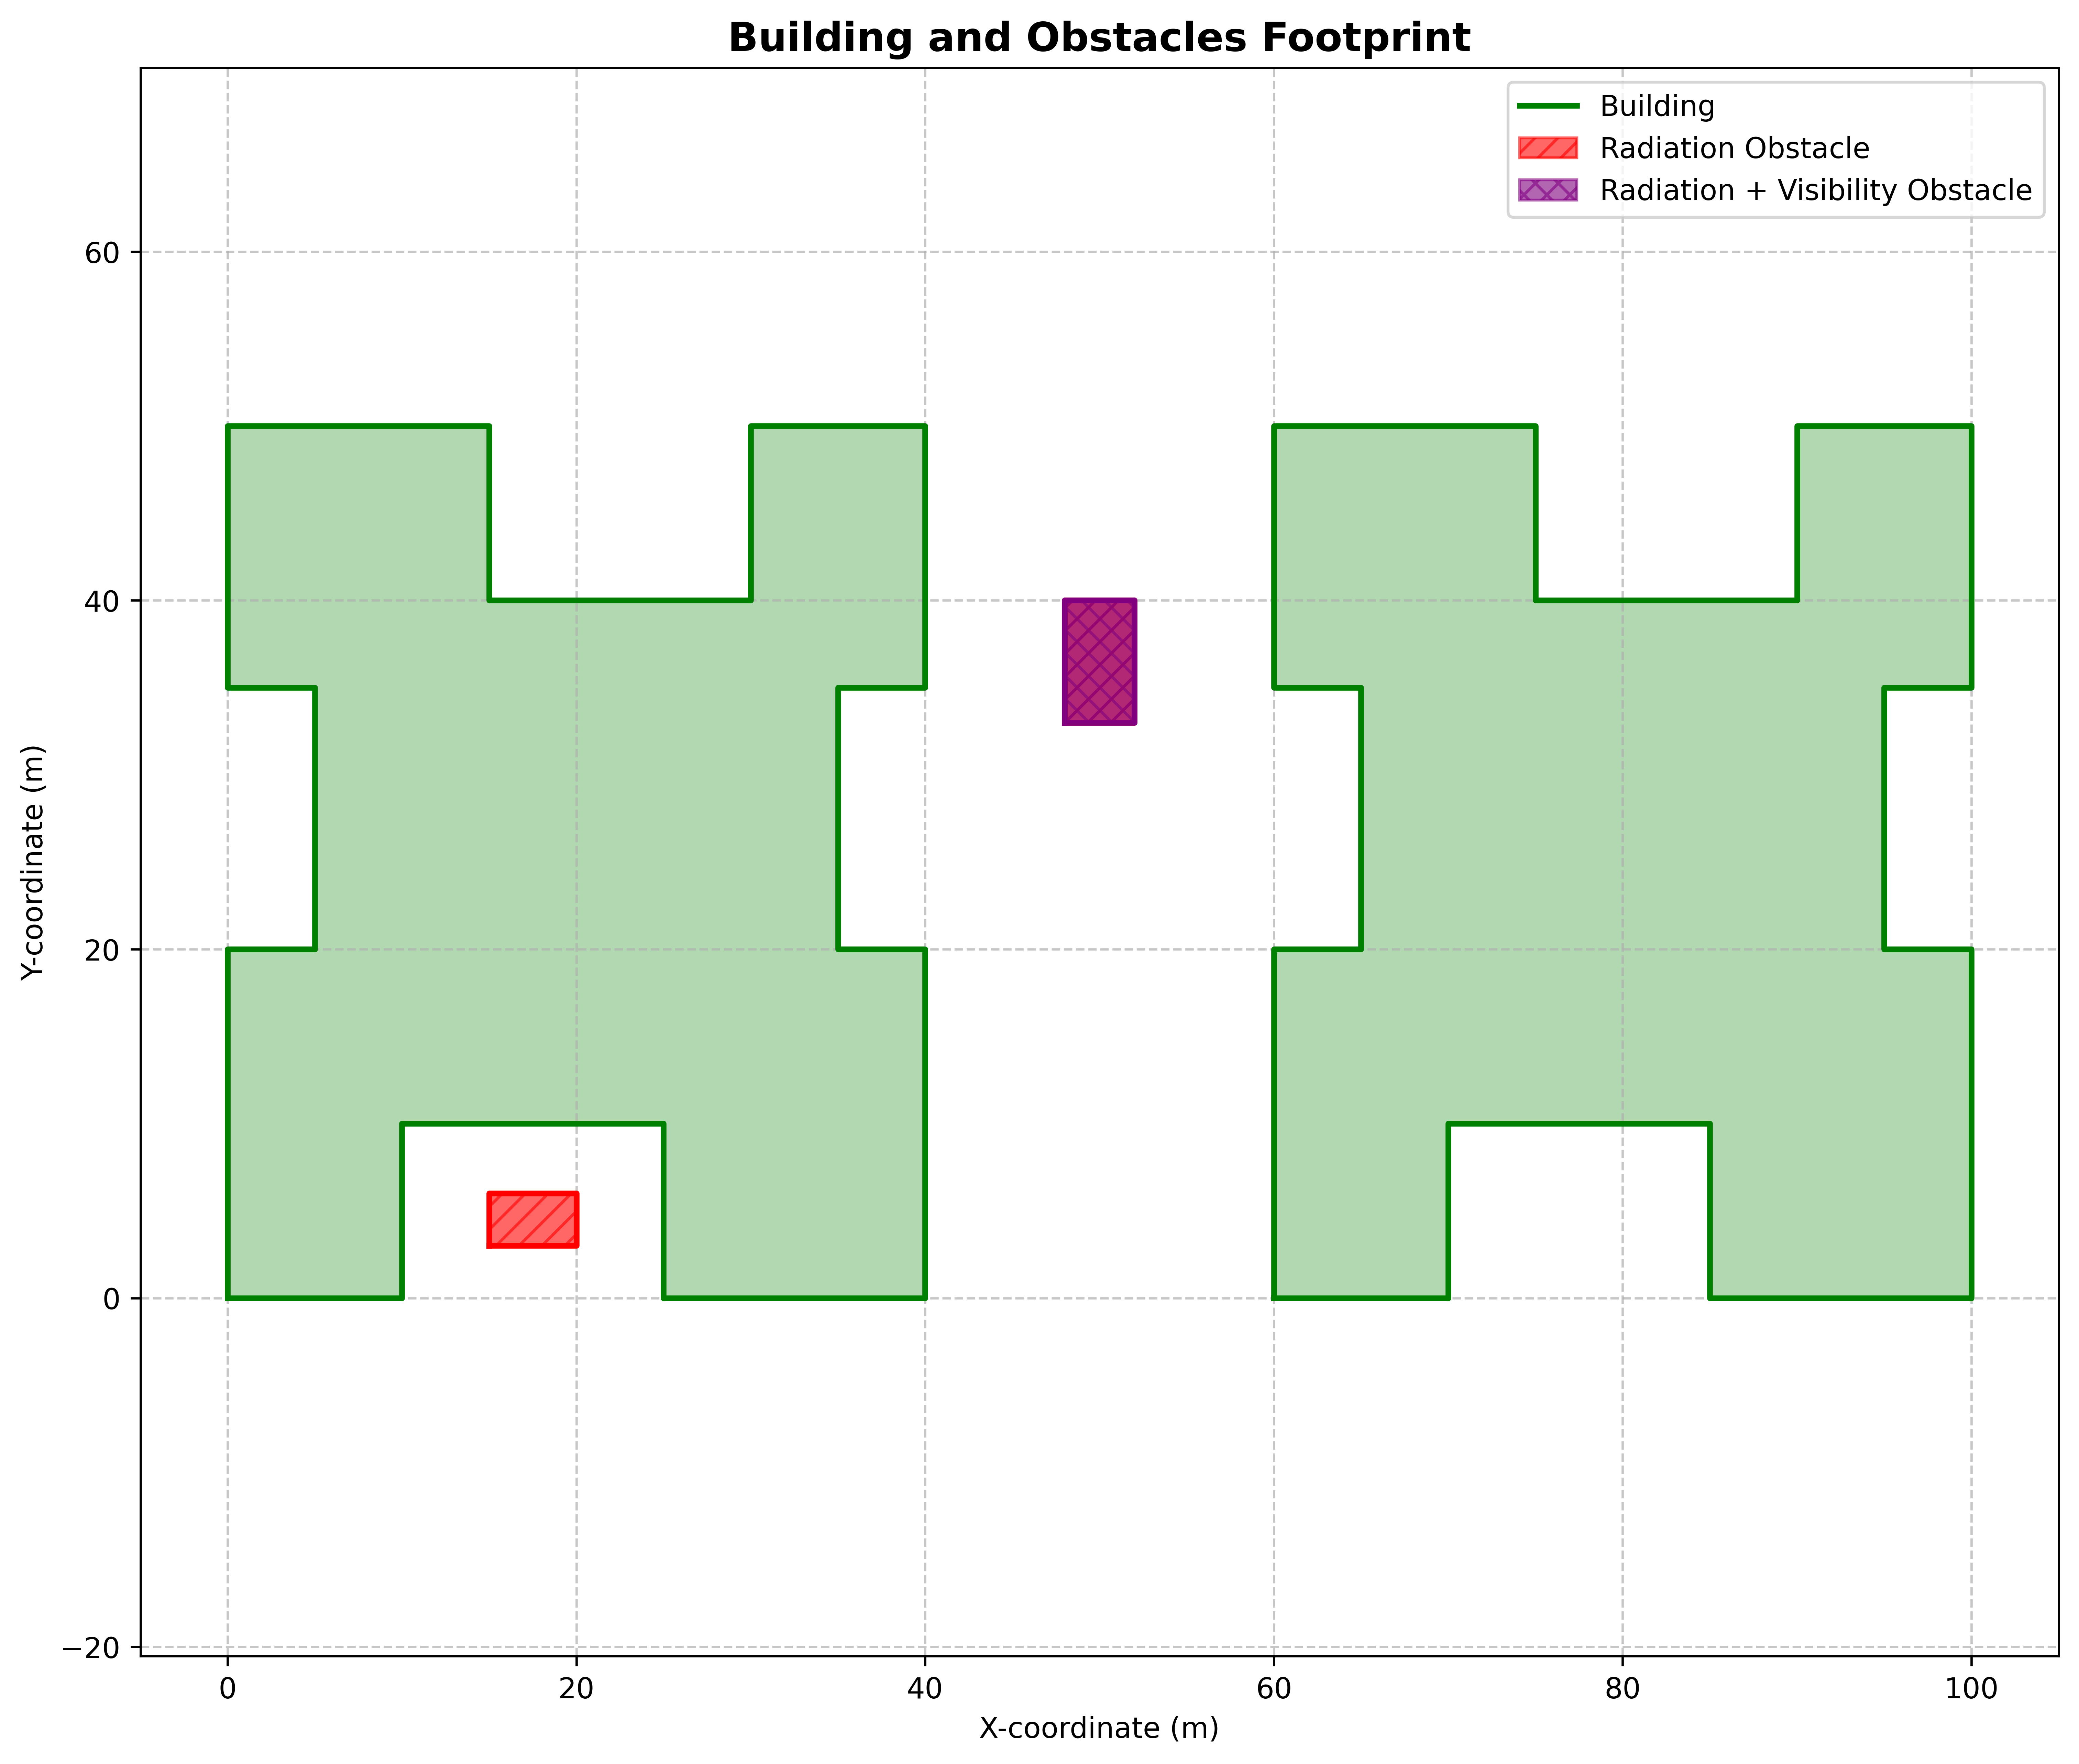 Building and Obstacles Footprint
Building
Radiation Obstacle
Radiation + Visibility Obstacle
60
40
20
0
−20
Y-coordinate (m)
0 20 40 60 80 100
X-coordinate (m)